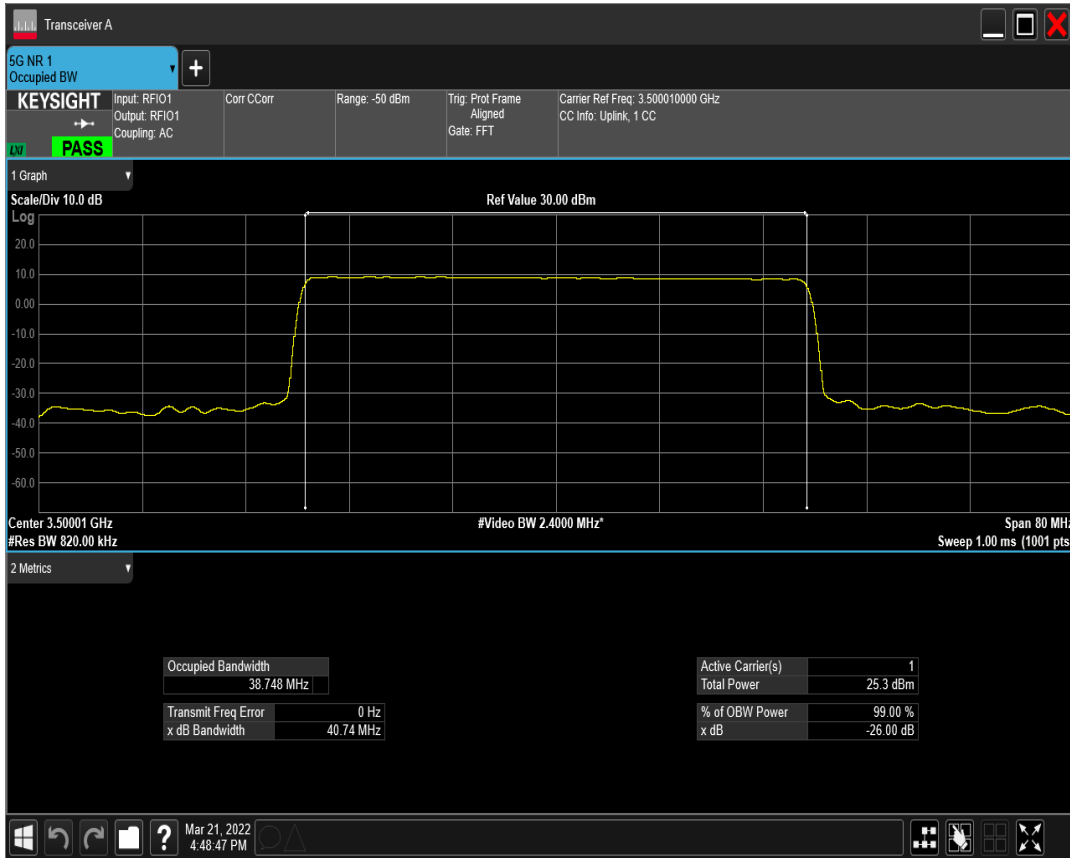 Transceiver A
5G NR 1
Occupied BW
KEYSIGHT
LXI
PASS
Input: RFIO1
Output: RFIO1
Coupling: AC
Corr CCorr
Range: -50 dBm
Trig: Prot Frame
Aligned
Gate: FFT
Carrier Ref Freq: 3.500010000 GHz
CC Info: Uplink, 1 CC
1 Graph
Scale/Div 10.0 dB
Ref Value 30.00 dBm
Log
20.0
10.0
0.00
-10.0
-20.0
-30.0
-40.0
-50.0
-60.0
Center 3.50001 GHz
#Video BW 2.4000 MHz*
Span 80 MHz
#Res BW 820.00 kHz
Sweep 1.00 ms (1001 pts
2 Metrics
Occupied Bandwidth
38.748 MHz
Transmit Freq Error 0 Hz
x dB Bandwidth 40.74 MHz
Active Carrier(s) 1
Total Power 25.3 dBm
% of OBW Power 99.00 %
x dB -26.00 dB
?
Mar 21, 2022
4:48:47 PM